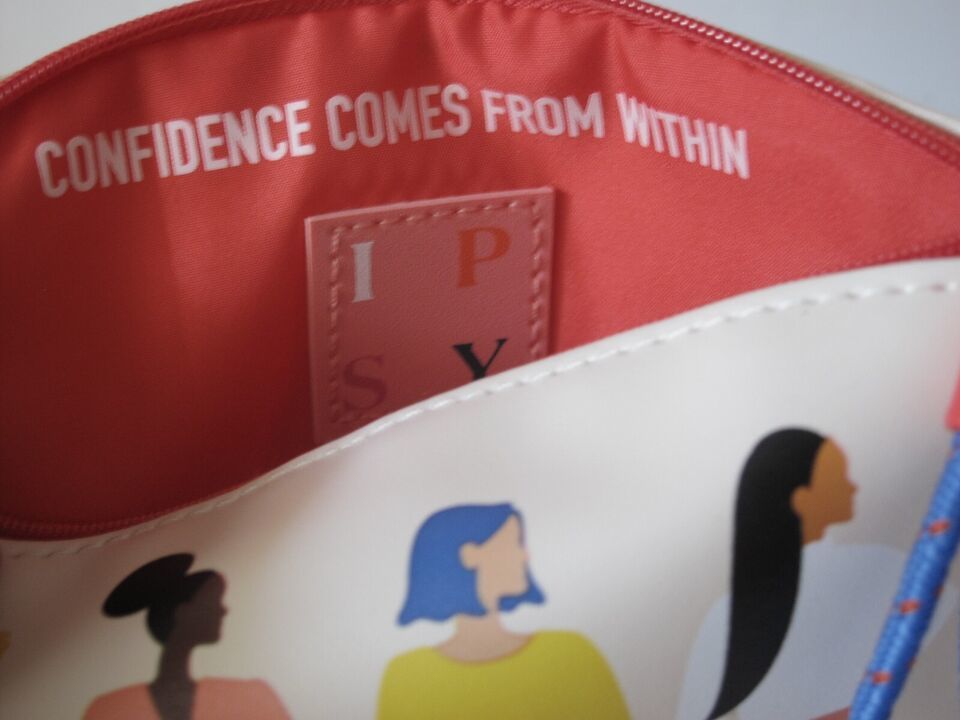 CONFIDENCE COMES FROM WITHIN
I P
S Y